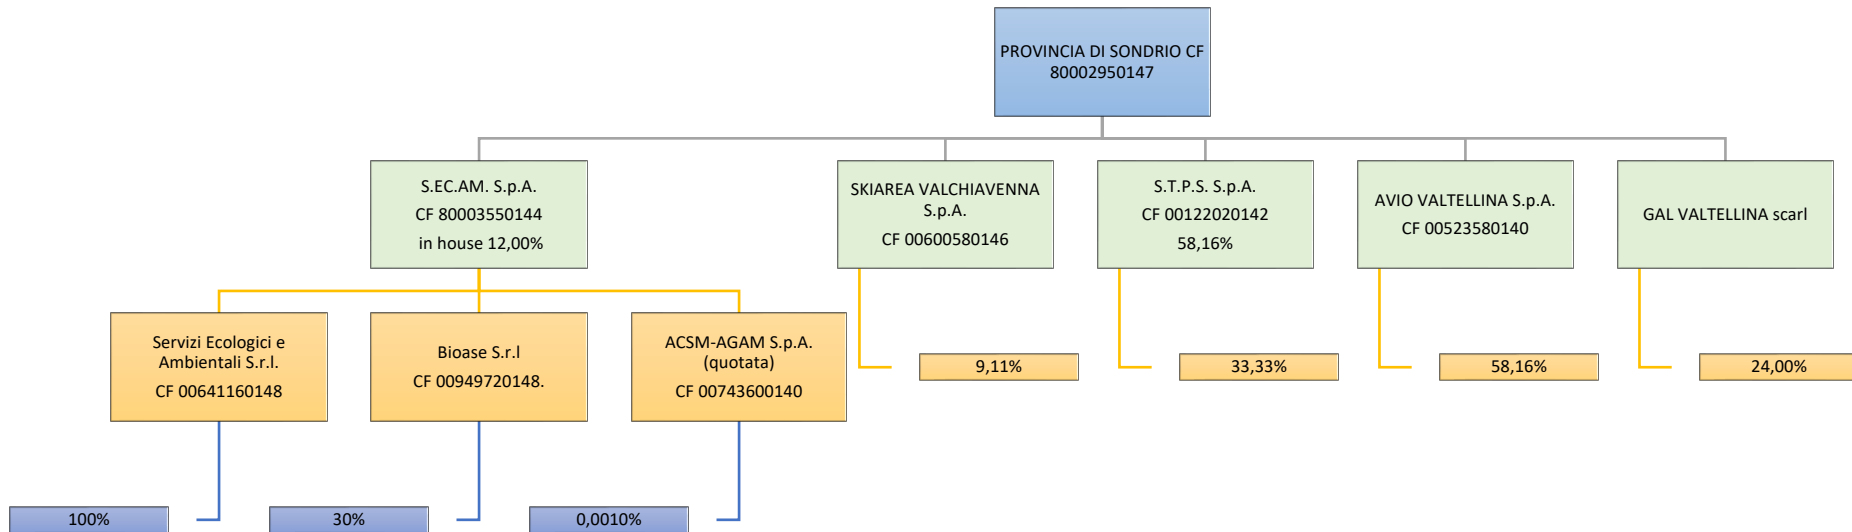 PROVINCIA DI SONDRIO CF
80002950147
S.EC.AM. S.p.A.
CF 80003550144
in house 12,00%
SKIAREA VALCHIAVENNA
S.p.A.
CF 00600580146
S.T.P.S. S.p.A.
CF 00122020142
58,16%
AVIO VALTELLINA S.p.A.
CF 00523580140
GAL VALTELLINA scarl
Servizi Ecologici e
Ambientali S.r.l.
CF 00641160148
Bioase S.r.l
CF 00949720148.
ACSM-AGAM S.p.A.
(quotata)
CF 00743600140
9,11%
33,33%
58,16%
24,00%
100%
30%
0,0010%